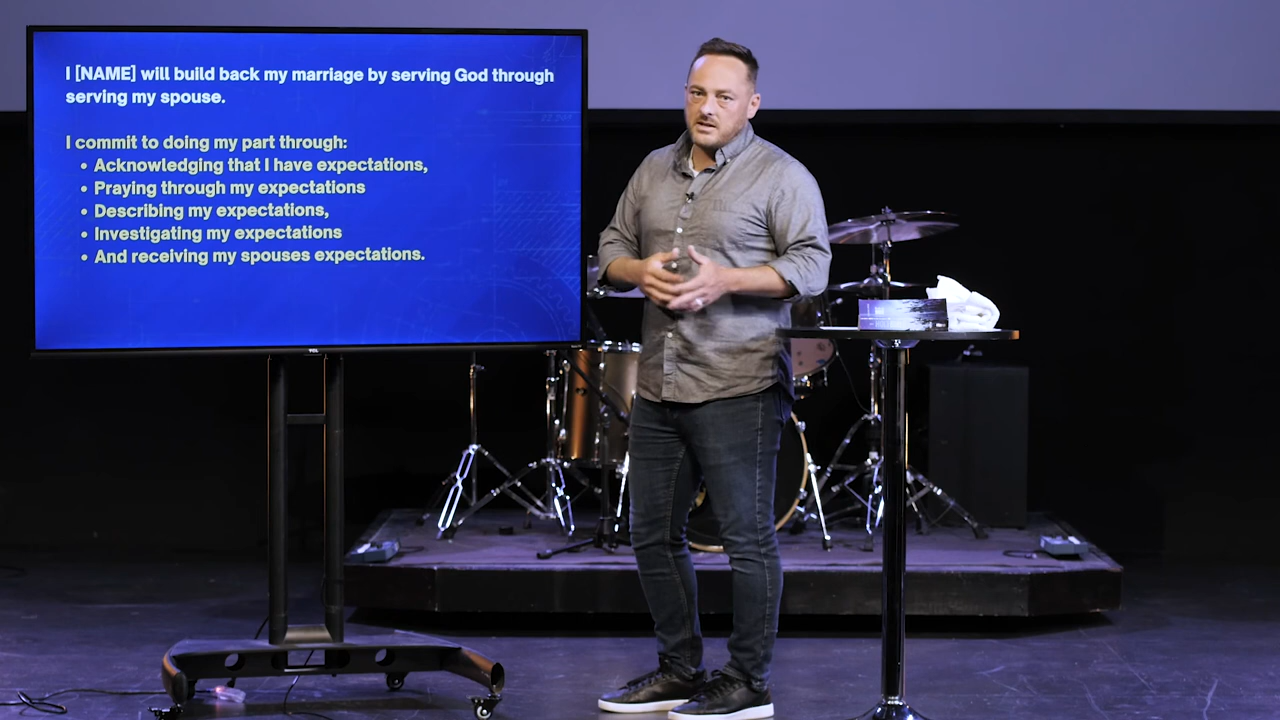 I [NAME] will build back my marriage by serving God through
serving my spouse.
I commit to doing my part through:
• Acknowledging that I have expectations,
• Praying through my expectations
• Describing my expectations,
• Investigating my expectations
• And receiving my spouses expectations.
TCL